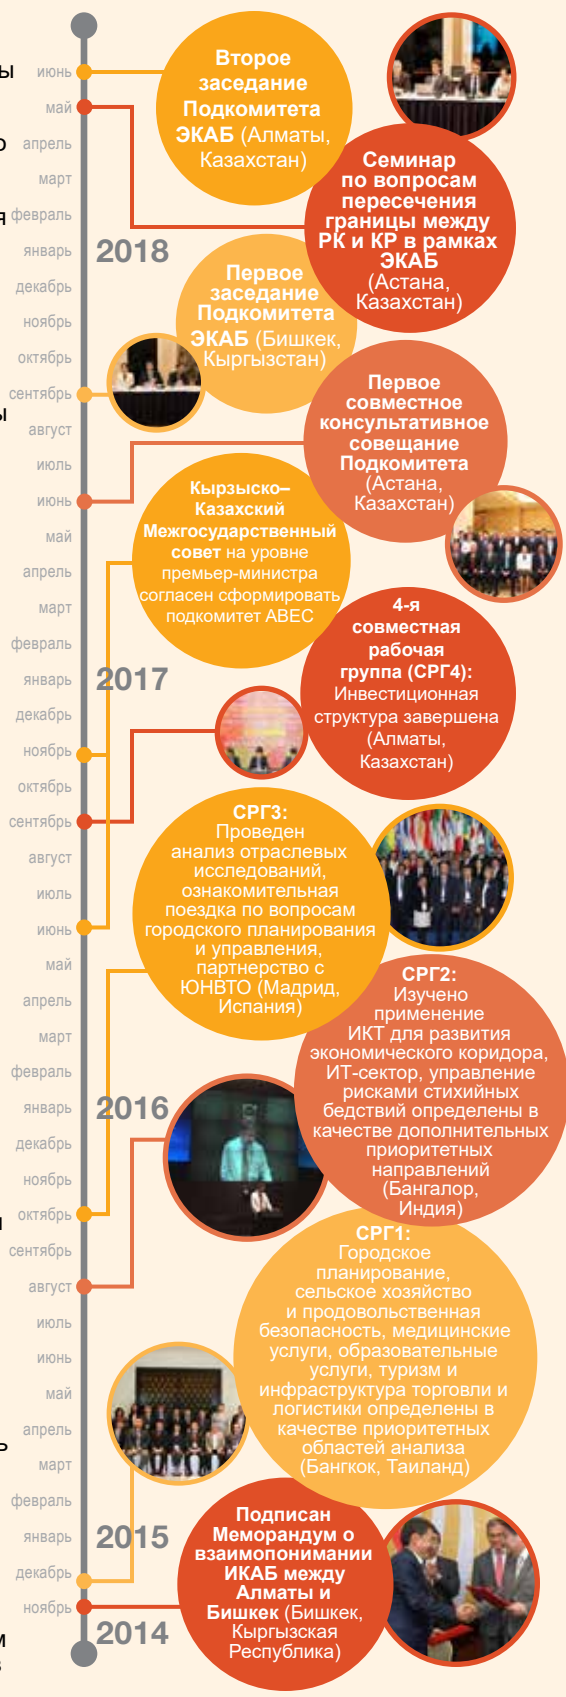 июнь
май
апрель
март
февраль
январь
2018
декабрь
ноябрь
октябрь
сентябрь
август
июль
июнь
май
апрель
март
февраль
январь
2017
декабрь
ноябрь
октябрь
сентябрь
август
июль
июнь
май
апрель
март
февраль
январь
2016
декабрь
ноябрь
октябрь
сентябрь
август
июль
июнь
май
апрель
март
февраль
январь
2015
декабрь
ноябрь
2014
Второе
заседание
Подкомитета
ЭКАБ (Алматы,
Казахстан)
Семинар
по вопросам
пересечения
границы между
РК и КР в рамках
ЭКАБ
(Астана,
Казахстан)
Первое
заседание
Подкомитета
ЭКАБ (Бишкек,
Кыргызстан)
Первое
совместное
консультативное
совещание
Подкомитета
(Астана,
Казахстан)
Кырзыско–
Казахский
Межгосударственный
совет на уровне
премьер-министра
согласен сформировать
подкомитет ABEC
4-я
совместная
рабочая
группа (СРГ4):
Инвестиционная
структура завершена
(Алматы,
Казахстан)
СРГ3:
Проведен
анализ отраслевых
исследований,
ознакомительная
поездка по вопросам
городского планирования
и управления,
партнерство с
ЮНВТО (Мадрид,
Испания)
СРГ2:
Изучено
применение
ИКТ для развития
экономического коридора,
ИТ-сектор, управление
рисками стихийных
бедствий определены в
качестве дополнительных
приоритетных
направлений
(Бангалор,
Индия)
СРГ1:
Городское
планирование,
сельское хозяйство
и продовольственная
безопасность, медицинские
услуги, образовательные
услуги, туризм и
инфраструктура торговли и
логистики определены в
качестве приоритетных
областей анализа
(Бангкок, Таиланд)
Подписан
Меморандум о
взаимопонимании
ИКАБ между
Алматы и
Бишкек (Бишкек,
Кыргызская
Республика)